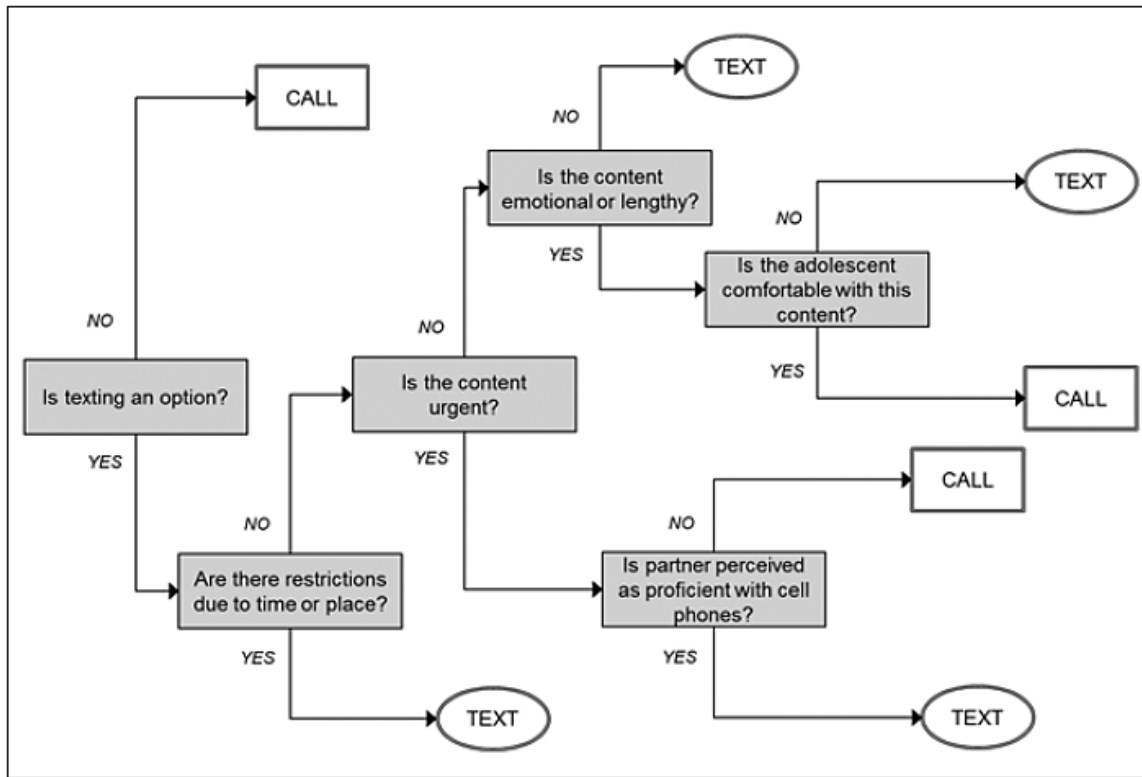 TEXT
CALL
NO
Is the content
emotional or lengthy?
TEXT
NO
YES
Is the adolescent
comfortable with this
content?
NO
NO
YES
Is texting an option?
Is the content
urgent?
CALL
YES
YES
CALL
NO
NO
Are there restrictions
due to time or place?
Is partner perceived
as proficient with cell
phones?
YES
YES
TEXT
TEXT